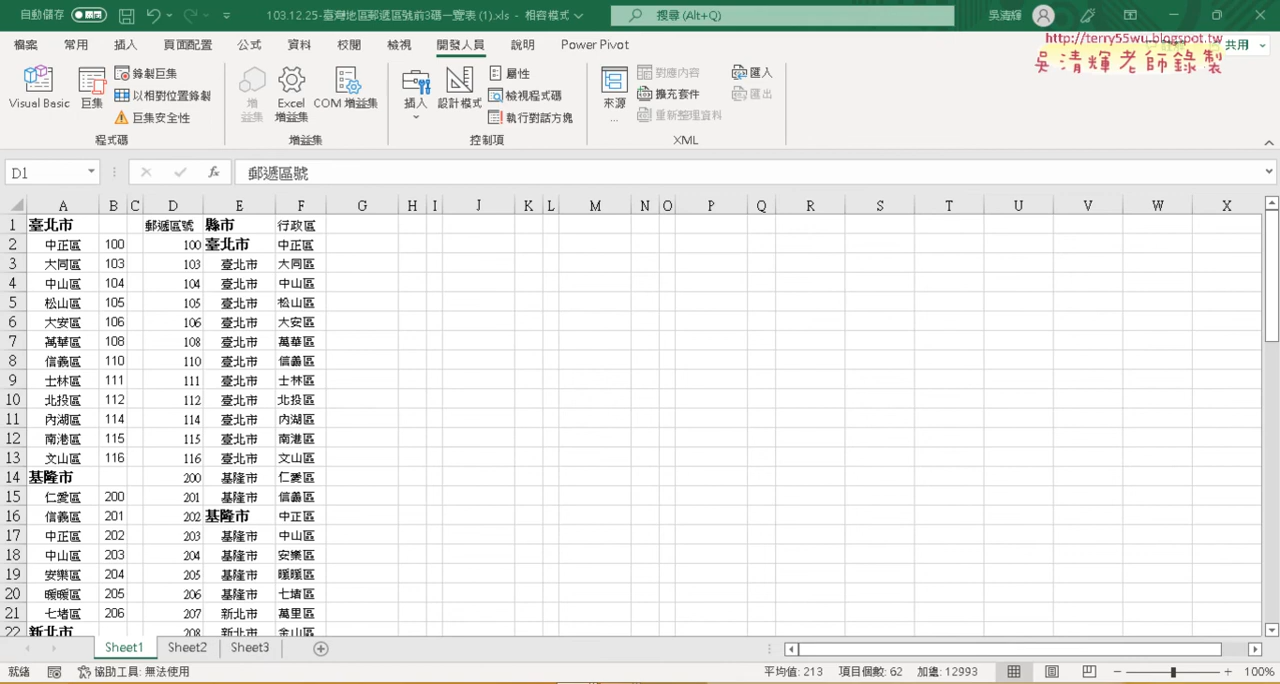 自動儲存 關閉 103.12.25-臺灣地區郵遞區號前3碼一覽表 (1).xls - 相容模式 搜尋 (Alt+Q) 吳清輝
http://terry55wu.blogspot.tw
吳清輝老師錄製
檔案 常用 插入 頁面配置 公式 資料 校閱 檢視 開發人員 說明 Power Pivot 共用
Visual Basic 巨集 錄製巨集 以相對位置錄製 巨集安全性 程式碼
增益集 Excel 增益集 COM 增益集 增益集
插入 設計模式 屬性 檢視程式碼 執行對話方塊 控制項
來源... 對應內容 擴充套件 重新整理資料 匯入 匯出 XML
D1 fx 郵遞區號
A B C D E F G H I J K L M N O P Q R S T U V W X
1 臺北市 郵遞區號 縣市 行政區
2 中正區 100 100 臺北市 中正區
3 大同區 103 103 臺北市 大同區
4 中山區 104 104 臺北市 中山區
5 松山區 105 105 臺北市 松山區
6 大安區 106 106 臺北市 大安區
7 萬華區 108 108 臺北市 萬華區
8 信義區 110 110 臺北市 信義區
9 士林區 111 111 臺北市 士林區
10 北投區 112 112 臺北市 北投區
11 內湖區 114 114 臺北市 內湖區
12 南港區 115 115 臺北市 南港區
13 文山區 116 116 臺北市 文山區
14 基隆市 200 基隆市 仁愛區
15 仁愛區 200 201 基隆市 信義區
16 信義區 201 202 基隆市 中正區
17 中正區 202 203 基隆市 中山區
18 中山區 203 204 基隆市 安樂區
19 安樂區 204 205 基隆市 暖暖區
20 暖暖區 205 206 基隆市 七堵區
21 七堵區 206 207 新北市 萬里區
22 新北市 208 新北市 金山區
Sheet1 Sheet2 Sheet3
就緒 協助工具: 無法使用 平均值: 213 項目個數: 62 加總: 12993 100%